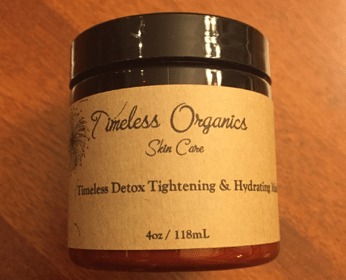 Timeless Organics
Skin Care
Timeless Detox Tightening & Hydrating
4oz / 118mL